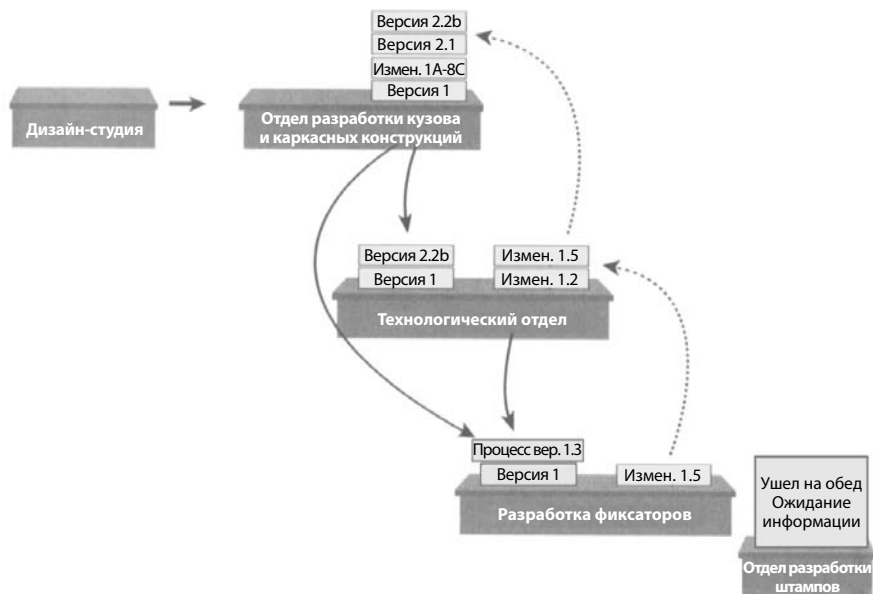 Версия 2.2b
Версия 2.1
Измен. 1A-8C
Версия 1
Дизайн-студия
Отдел разработки кузова
и каркасных конструкций
Версия 2.2b
Версия 1
Измен. 1.5
Измен. 1.2
Технологический отдел
Процесс вер. 1.3
Версия 1
Измен. 1.5
Разработка фиксаторов
Ушел на обед
Ожидание
информации
Отдел разработки
штампов